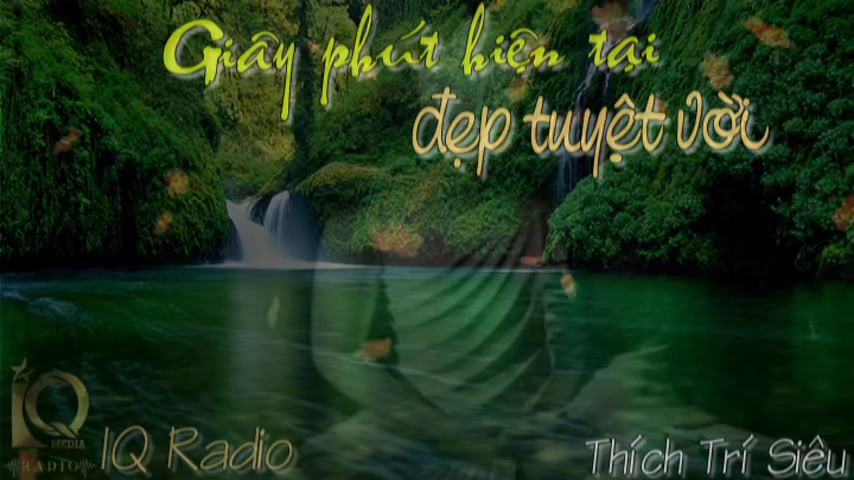 Giây phút hiện tại
đẹp tuyệt vời
IQ
MEDIA
RADIO
IQ Radio
Thích Trí Siêu